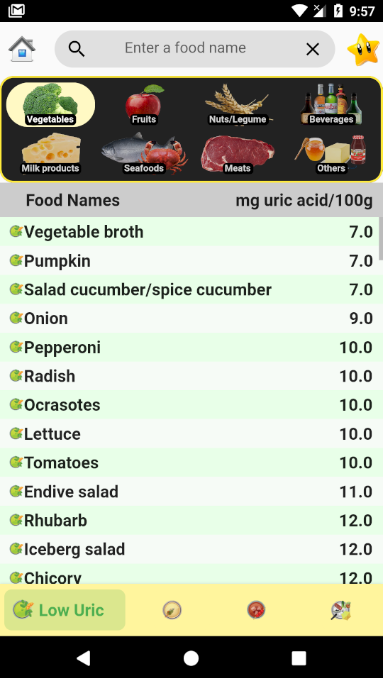 9:57
Enter a food name
Vegetables Fruits Nuts/Legume ~ Beverages
Milk products Seafoods Meats Others
Food Names mg uric acid/100g
Vegetable broth 7.0
Pumpkin 7.0
Salad cucumber/spice cucumber 7.0
Onion 9.0
Pepperoni 10.0
Radish 10.0
Ocrasotes 10.0
Lettuce 10.0
Tomatoes 10.0
Endive salad 11.0
Rhubarb 12.0
Iceberg salad 12.0
Chicory 12.0
Low Uric